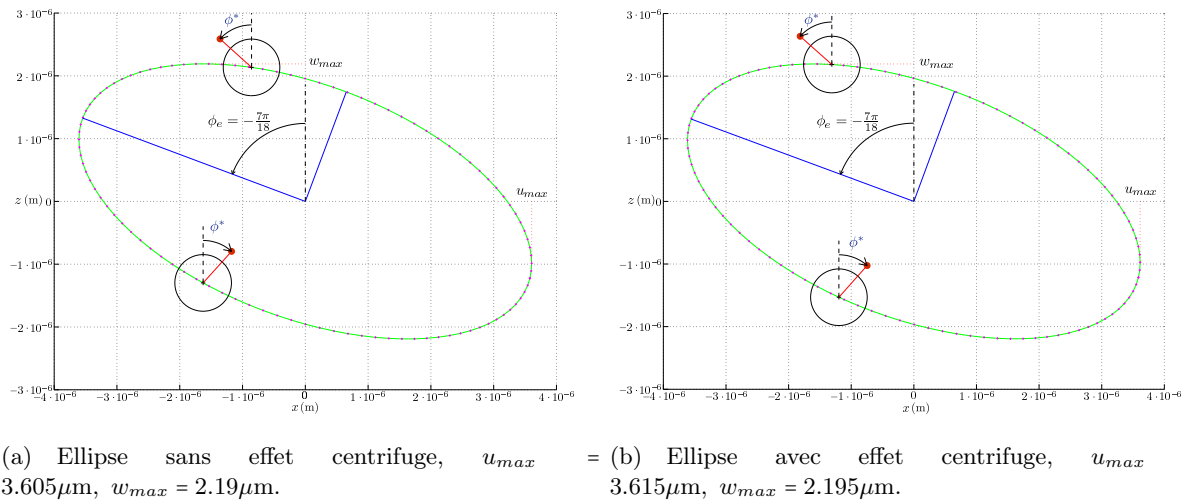 3·10⁻⁶
ϕ*
w_max
2·10⁻⁶
ϕ_e = −7π/18
1·10⁻⁶
u_max
z (m) 0
ϕ*
−1·10⁻⁶
−2·10⁻⁶
−3·10⁻⁶
−4·10⁻⁶ −3·10⁻⁶ −2·10⁻⁶ −1·10⁻⁶ 0 1·10⁻⁶ 2·10⁻⁶ 3·10⁻⁶ 4·10⁻⁶
x (m)
(a) Ellipse sans effet centrifuge, u_max =
3.605μm, w_max = 2.19μm.
3·10⁻⁶
ϕ*
w_max
2·10⁻⁶
ϕ_e = −7π/18
1·10⁻⁶
u_max
z (m) 0
ϕ*
−1·10⁻⁶
−2·10⁻⁶
−3·10⁻⁶
−4·10⁻⁶ −3·10⁻⁶ −2·10⁻⁶ −1·10⁻⁶ 0 1·10⁻⁶ 2·10⁻⁶ 3·10⁻⁶ 4·10⁻⁶
x (m)
(b) Ellipse avec effet centrifuge, u_max
3.615μm, w_max = 2.195μm.